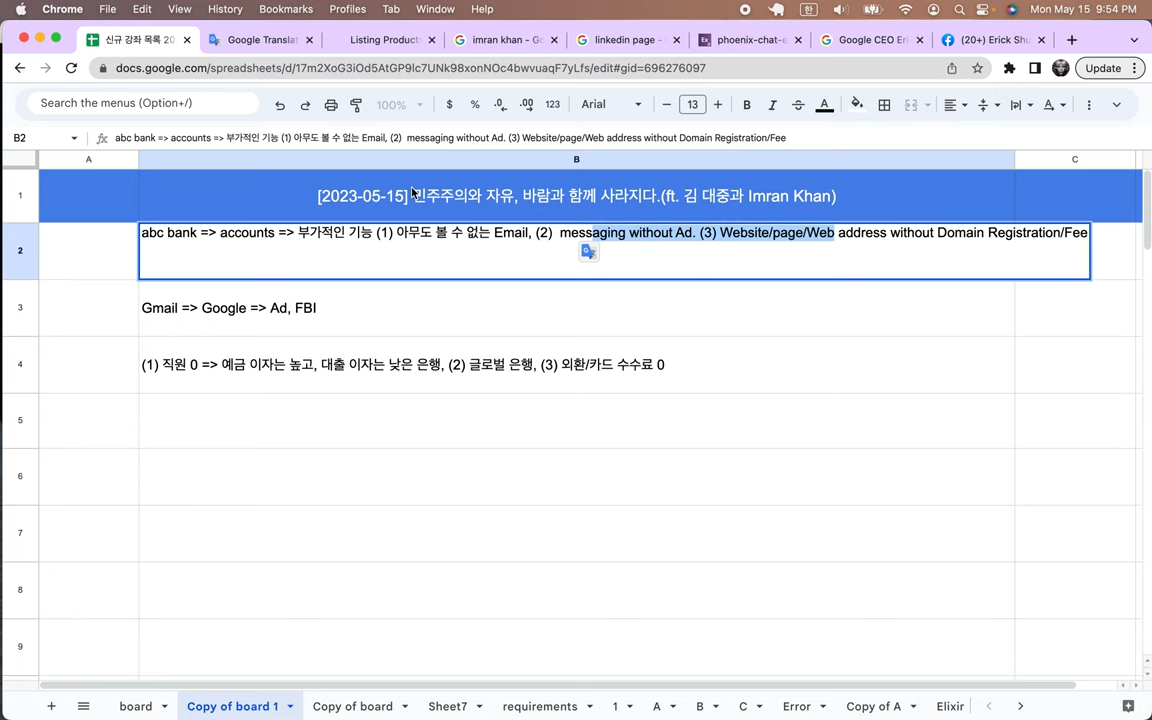 Chrome File Edit View History Bookmarks Profiles Tab Window Help 한 Mon May 15 9:54 PM
신규 강좌 목록 20 Google Translat Listing Product imran khan - Go linkedin page - phoenix-chat-e Google CEO Eri (20+) Erick Shu
docs.google.com/spreadsheets/d/17m2XoG3iOd5AtGP9lc7UNk98xonNOc4bwvuaqF7yLfs/edit#gid=696276097 Update
Search the menus (Option+/) 100% $ % .0 .00 123 Arial 13 B I S A
B2 fx abc bank => accounts => 부가적인 기능 (1) 아무도 볼 수 없는 Email, (2) messaging without Ad. (3) Website/page/Web address without Domain Registration/Fee
A B C
1 [2023-05-15] 민주주의와 자유, 바람과 함께 사라지다.(ft. 김 대중과 Imran Khan)
2 abc bank => accounts => 부가적인 기능 (1) 아무도 볼 수 없는 Email, (2) messaging without Ad. (3) Website/page/Web address without Domain Registration/Fee
3 Gmail => Google => Ad, FBI
4 (1) 직원 0 => 예금 이자는 높고, 대출 이자는 낮은 은행, (2) 글로벌 은행, (3) 외환/카드 수수료 0
5
6
7
8
9
board Copy of board 1 Copy of board Sheet7 requirements 1 A B C Error Copy of A Elixir